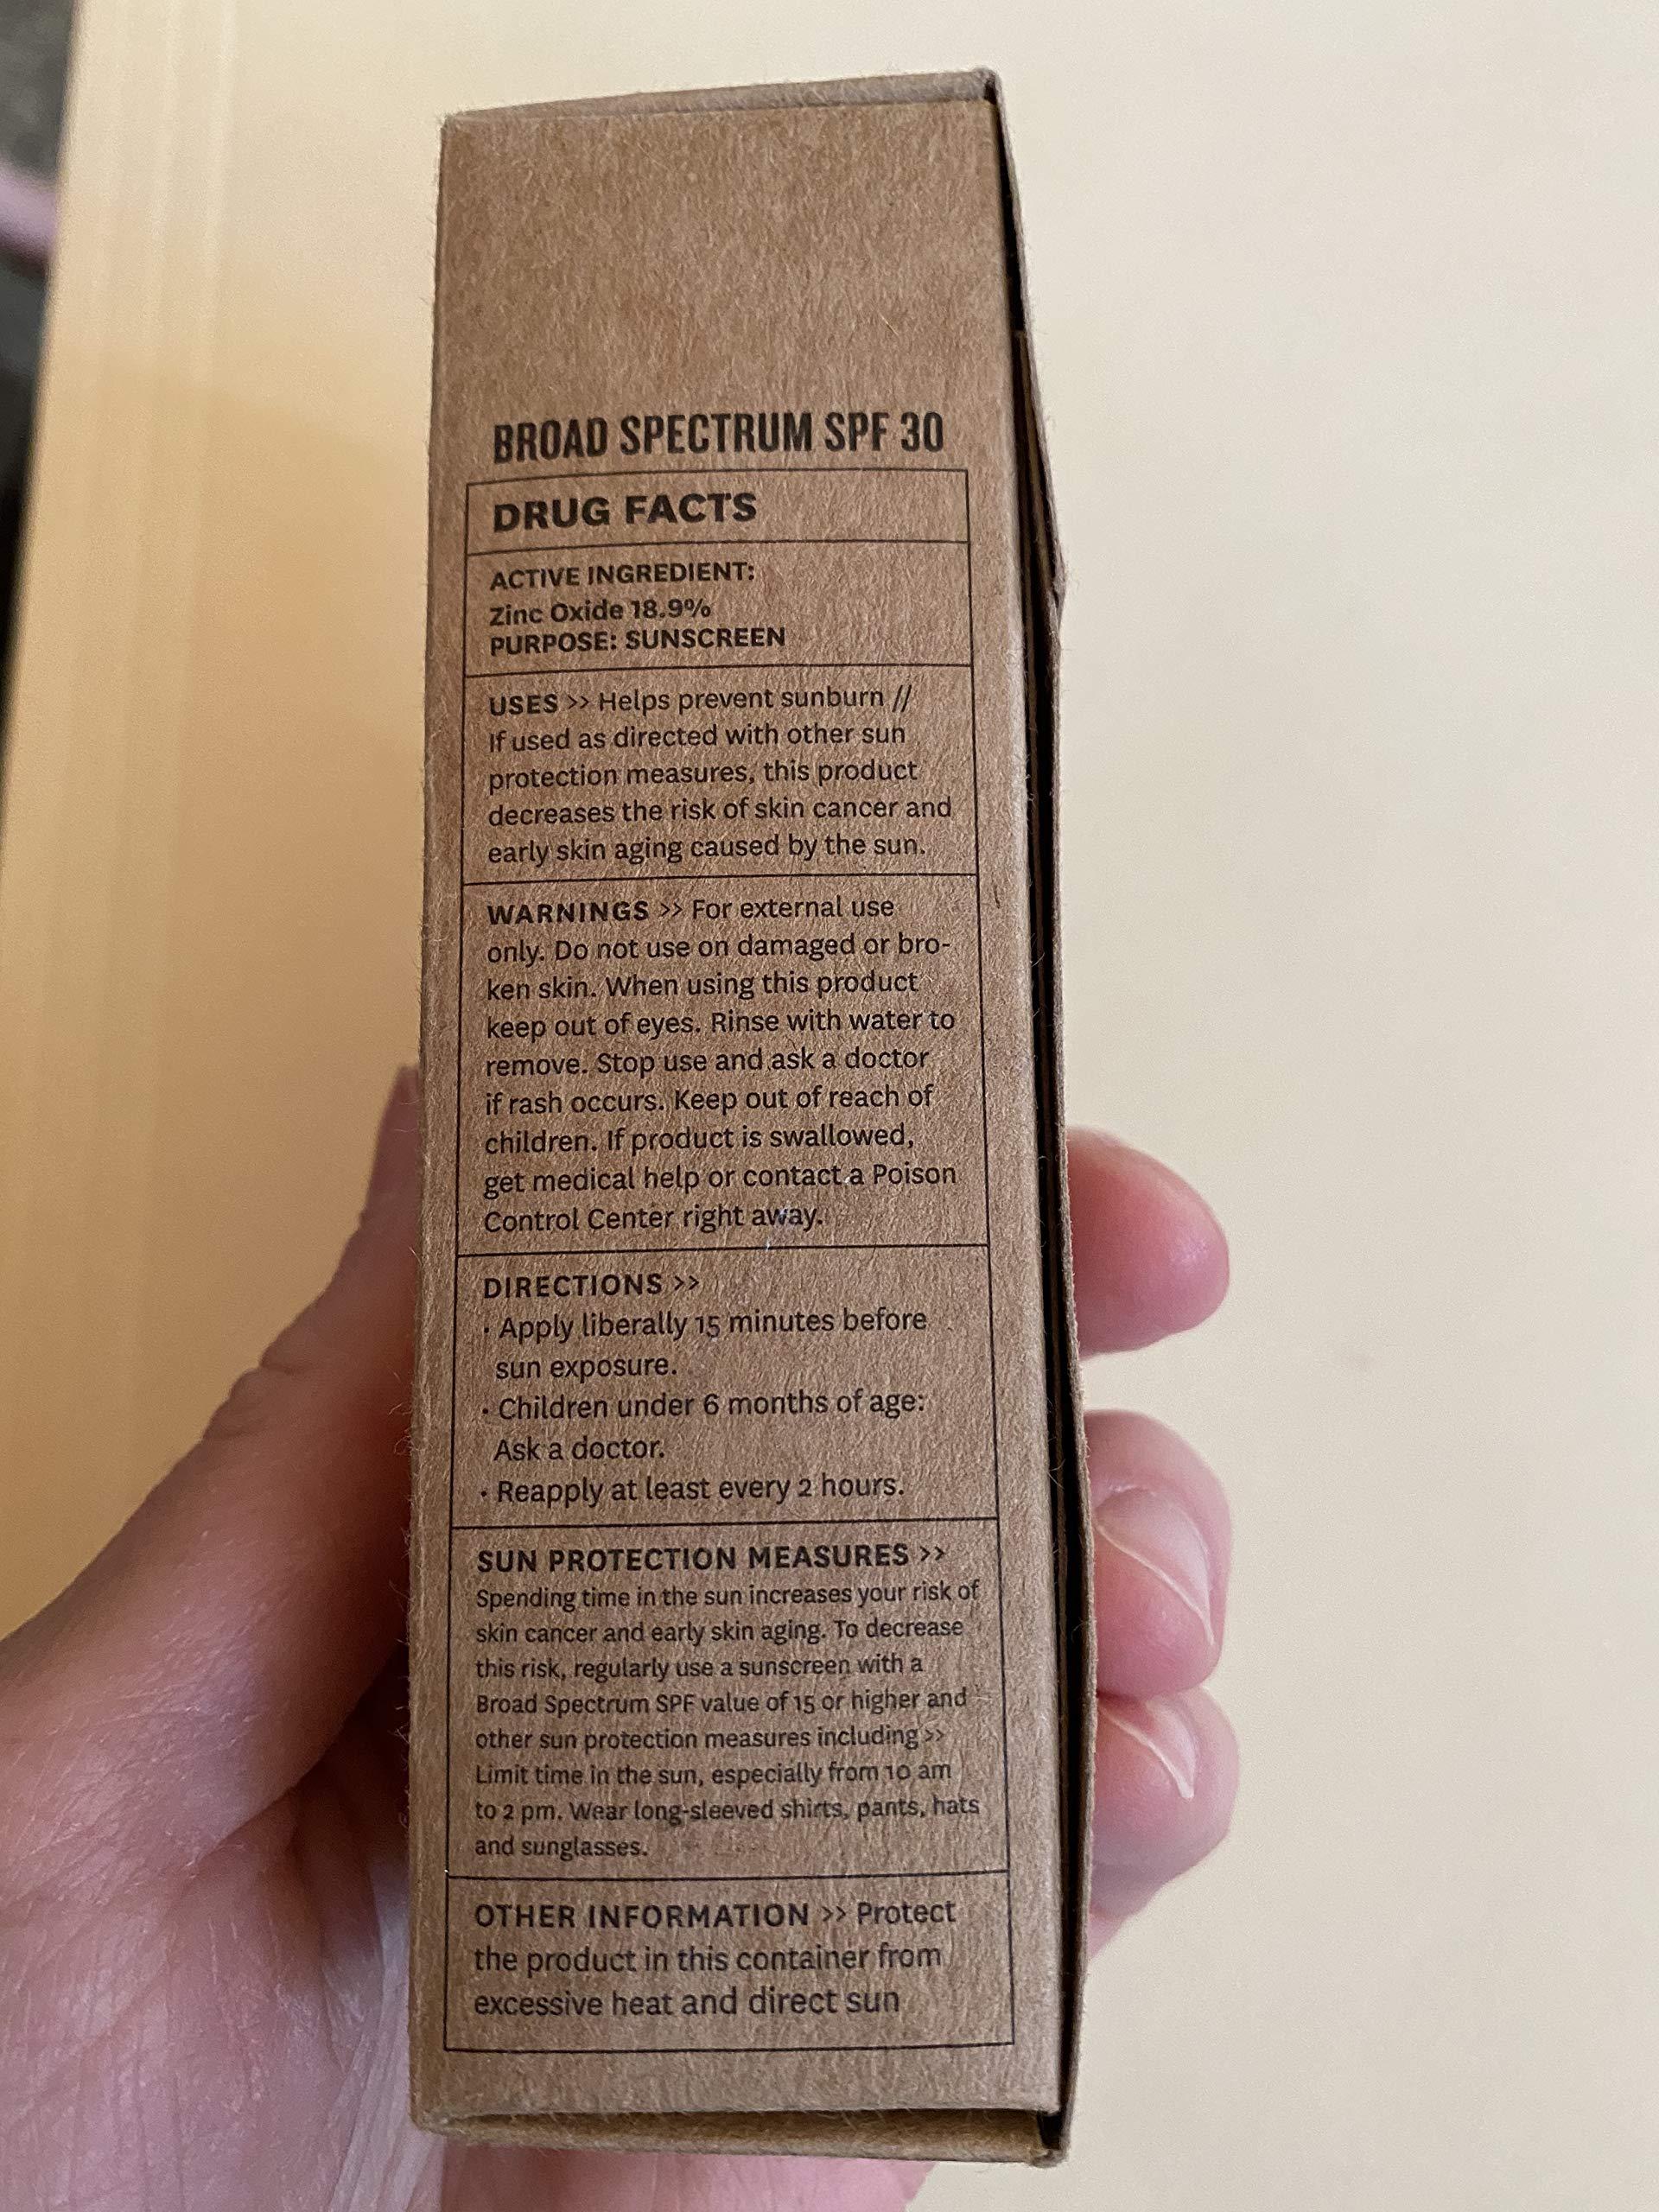 BROAD SPECTRUM SPF 30
DRUG FACTS
ACTIVE INGREDIENT:
Zinc Oxide 18.9%
PURPOSE: SUNSCREEN
USES >> Helps prevent sunburn //
If used as directed with other sun
protection measures, this product
decreases the risk of skin cancer and
early skin aging caused by the sun.
WARNINGS >> For external use
only. Do not use on damaged or bro-
ken skin. When using this product
keep out of eyes. Rinse with water to
remove. Stop use and ask a doctor
if rash occurs. Keep out of reach of
children. If product is swallowed,
get medical help or contact a Poison
Control Center right away.
DIRECTIONS >>
· Apply liberally 15 minutes before
sun exposure.
· Children under 6 months of age:
Ask a doctor.
· Reapply at least every 2 hours.
SUN PROTECTION MEASURES >>
Spending time in the sun increases your risk of
skin cancer and early skin aging. To decrease
this risk, regularly use a sunscreen with a
Broad Spectrum SPF value of 15 or higher and
other sun protection measures including >>
Limit time in the sun, especially from 10 am
to 2 pm. Wear long-sleeved shirts, pants, hats
and sunglasses.
OTHER INFORMATION >> Protect
the product in this container from
excessive heat and direct sun